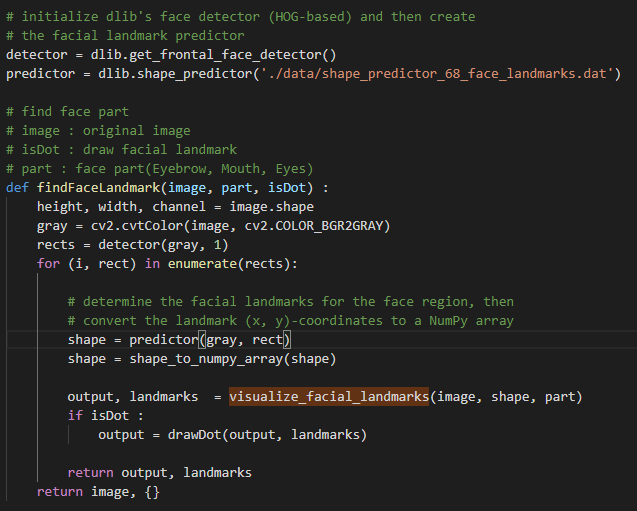 # initialize dlib's face detector (HOG-based) and then create
# the facial landmark predictor
detector = dlib.get_frontal_face_detector()
predictor = dlib.shape_predictor('./data/shape_predictor_68_face_landmarks.dat')

# find face part
# image : original image
# isDot : draw facial landmark
# part : face part(Eyebrow, Mouth, Eyes)
def findFaceLandmark(image, part, isDot) :
    height, width, channel = image.shape
    gray = cv2.cvtColor(image, cv2.COLOR_BGR2GRAY)
    rects = detector(gray, 1)
    for (i, rect) in enumerate(rects):

        # determine the facial landmarks for the face region, then
        # convert the landmark (x, y)-coordinates to a NumPy array
        shape = predictor(gray, rect)
        shape = shape_to_numpy_array(shape)

        output, landmarks  = visualize_facial_landmarks(image, shape, part)
        if isDot :
            output = drawDot(output, landmarks)

        return output, landmarks
    return image, {}